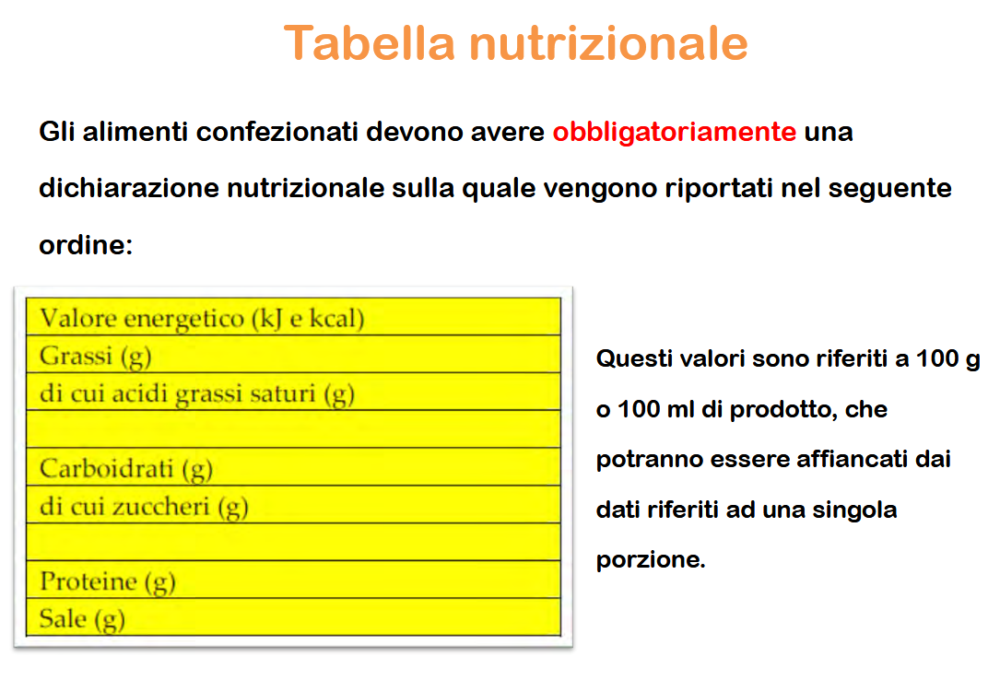 Tabella nutrizionale
Gli alimenti confezionati devono avere obbligatoriamente una
dichiarazione nutrizionale sulla quale vengono riportati nel seguente
ordine:
Valore energetico (kJ e kcal)
Grassi (g)
di cui acidi grassi saturi (g)
Carboidrati (g)
di cui zuccheri (g)
Proteine (g)
Sale (g)
Questi valori sono riferiti a 100 g
o 100 ml di prodotto, che
potranno essere affiancati dai
dati riferiti ad una singola
porzione.